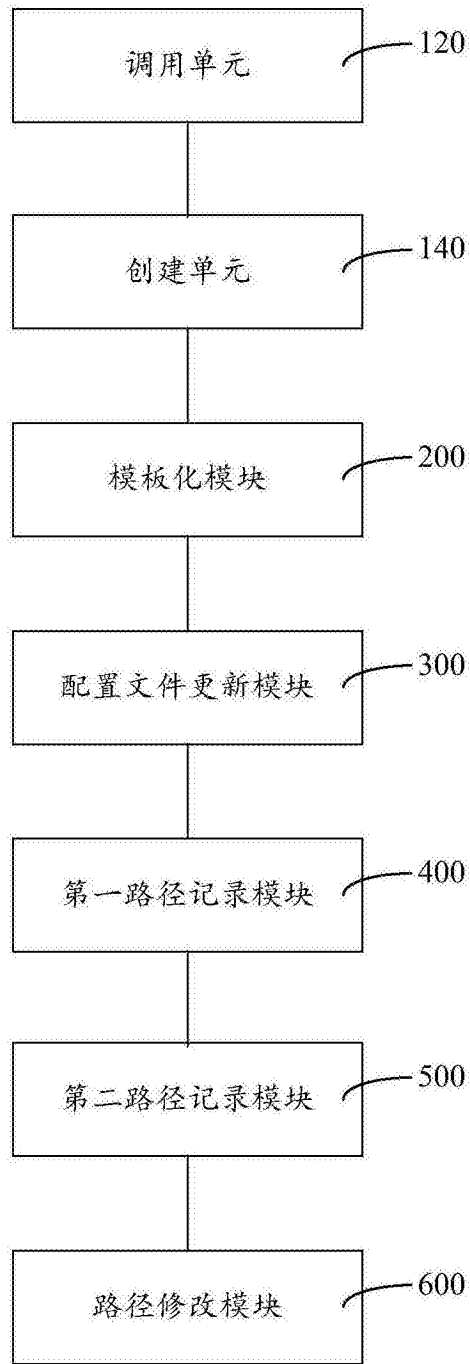 调用单元
120
创建单元
140
模板化模块
200
配置文件更新模块
300
第一路径记录模块
400
第二路径记录模块
500
路径修改模块
600